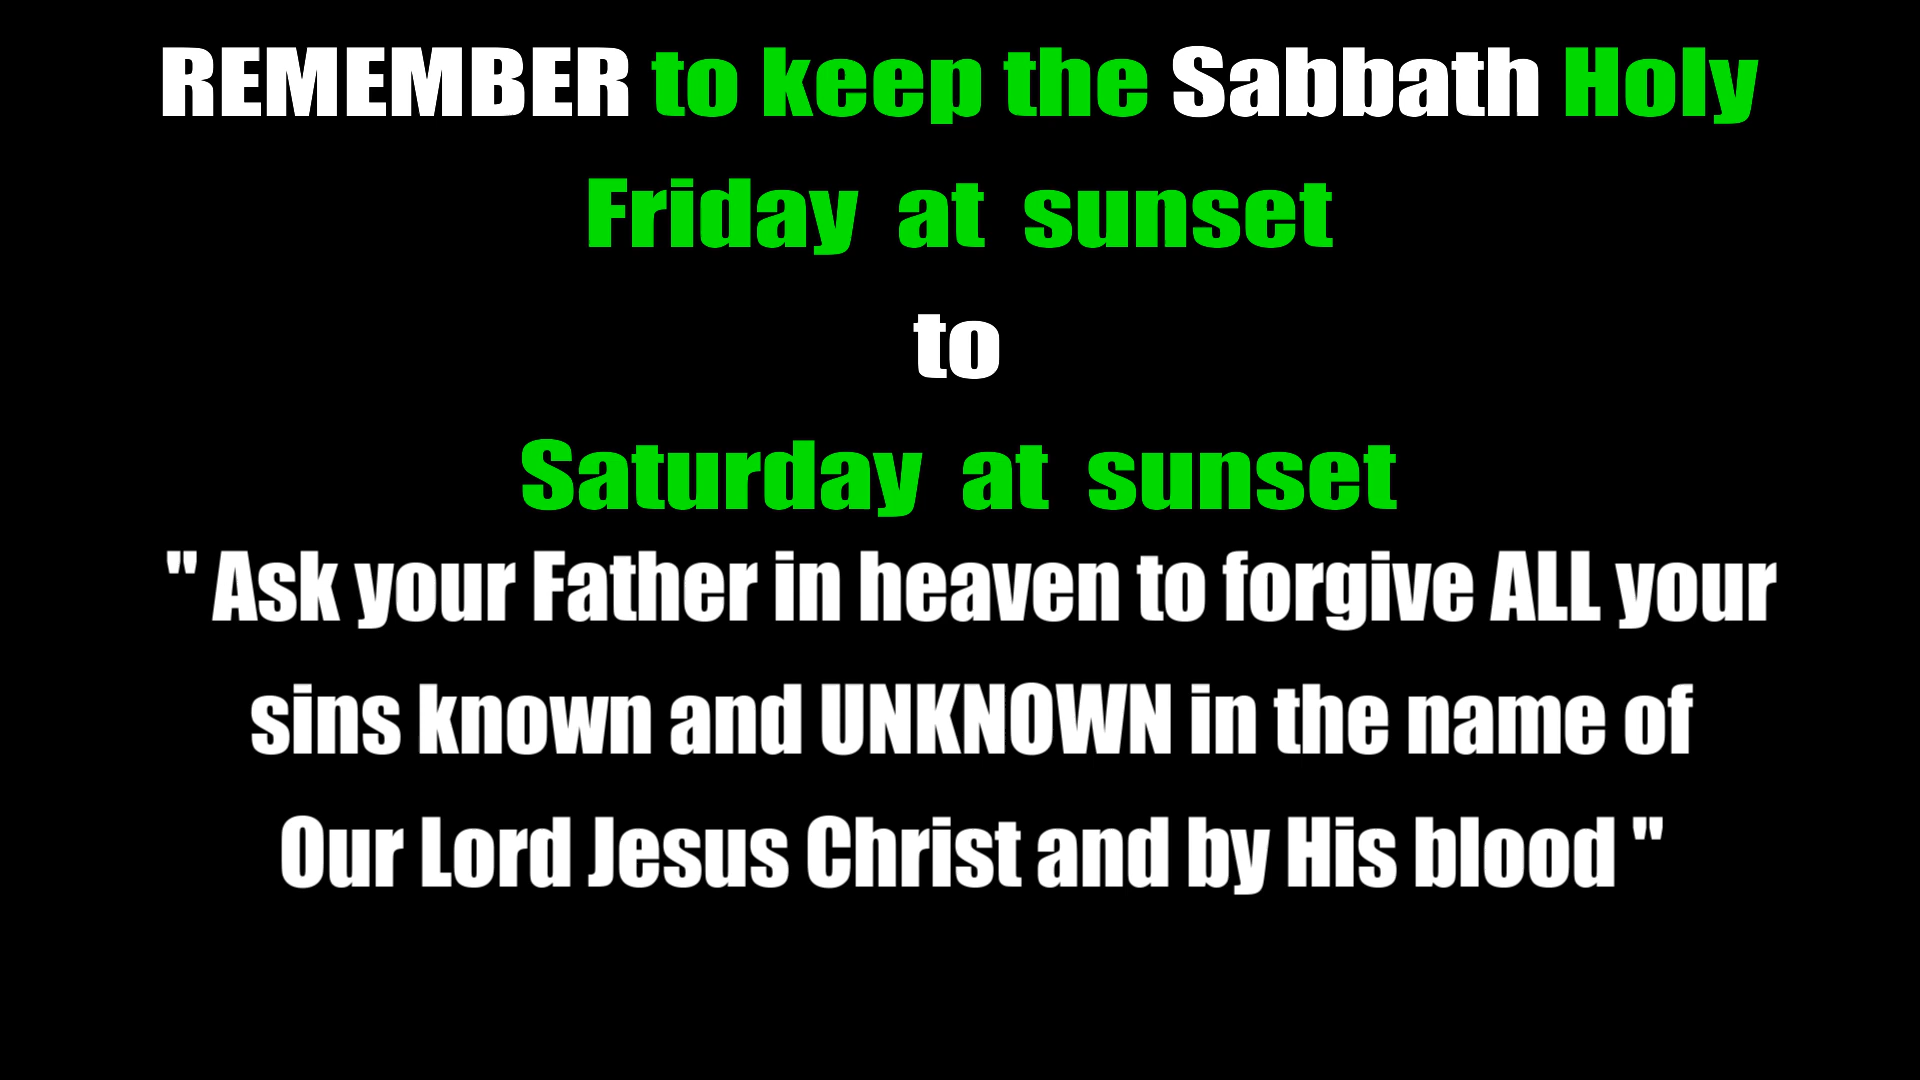 REMEMBER to keep the Sabbath Holy
Friday at sunset
to
Saturday at sunset
" Ask your Father in heaven to forgive ALL your
sins known and UNKNOWN in the name of
Our Lord Jesus Christ and by His blood "